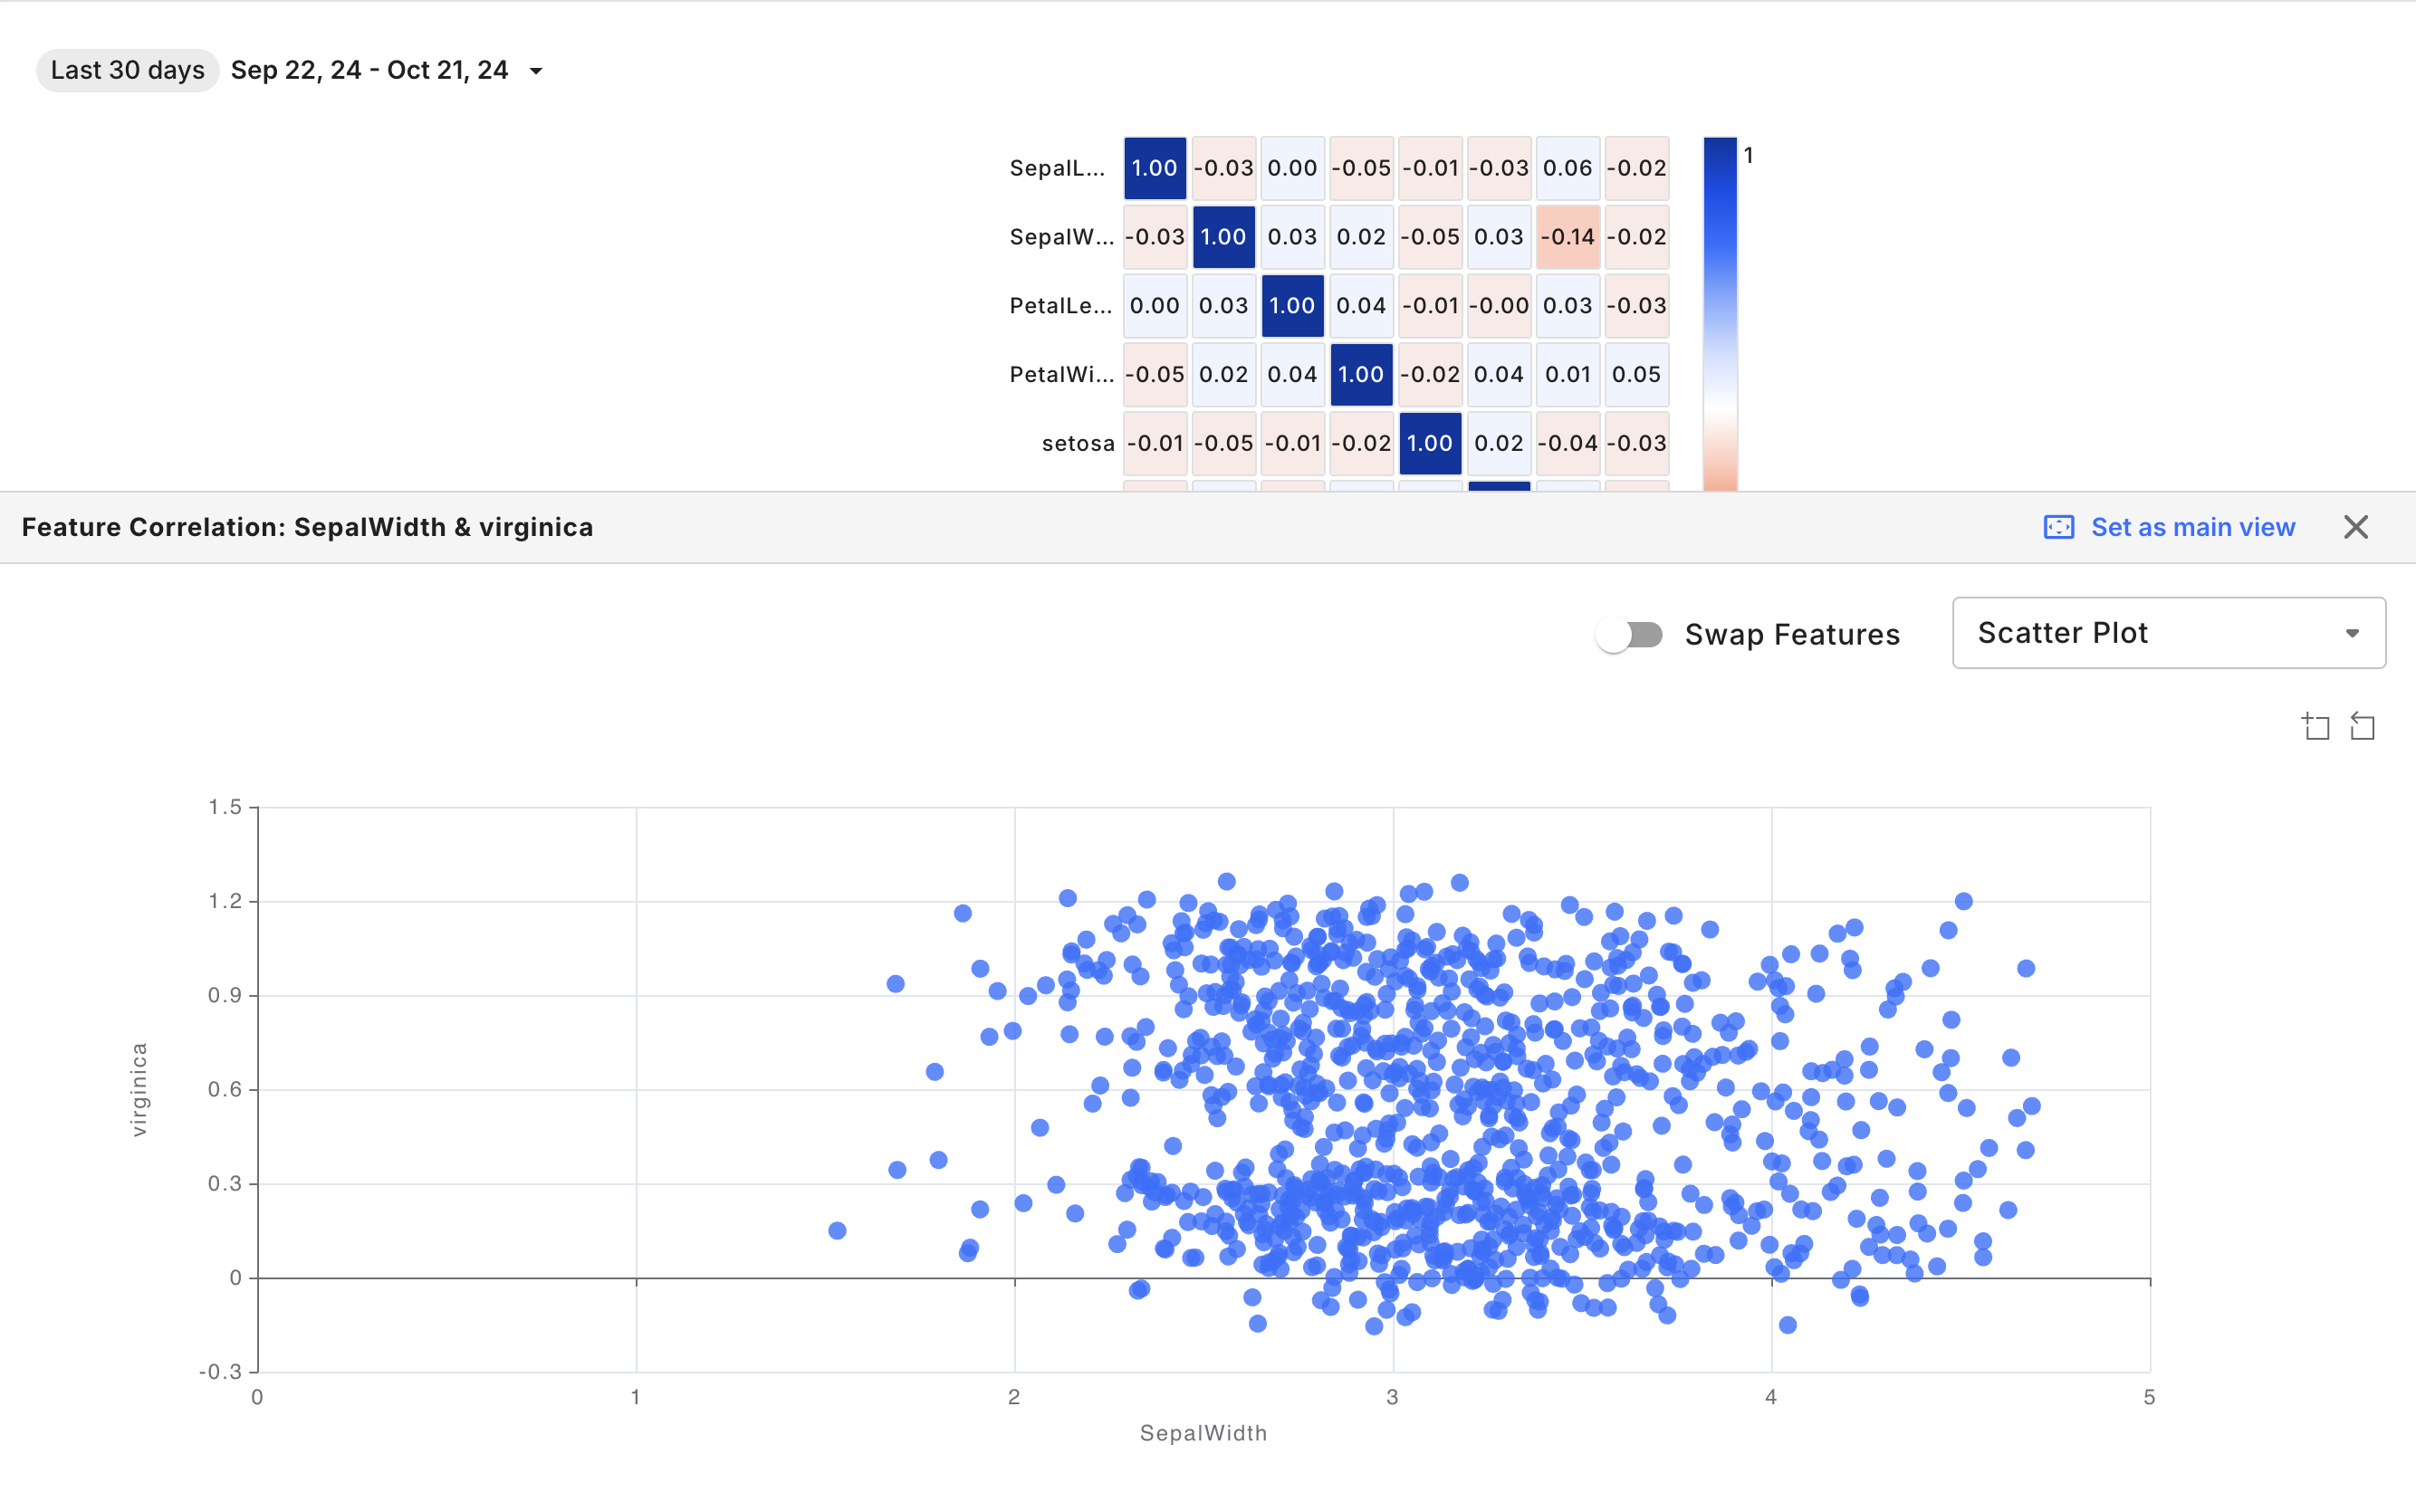 Last 30 days Sep 22, 24 - Oct 21, 24
SepalL... 1.00 -0.03 0.00 -0.05 -0.01 -0.03 0.06 -0.02 1
SepalW... -0.03 1.00 0.03 0.02 -0.05 0.03 -0.14 -0.02
PetalLe... 0.00 0.03 1.00 0.04 -0.01 -0.00 0.03 -0.03
PetalWi... -0.05 0.02 0.04 1.00 -0.02 0.04 0.01 0.05
setosa -0.01 -0.05 -0.01 -0.02 1.00 0.02 -0.04 -0.03
Feature Correlation: SepalWidth & virginica Set as main view
Swap Features Scatter Plot
1.5
1.2
0.9
0.6
0.3
0
-0.3
virginica
0 1 2 3 4 5
SepalWidth